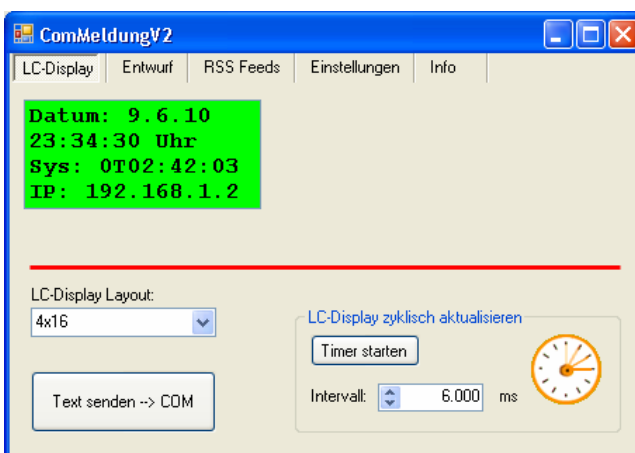 ComMeldungV2
LC-Display Entwurf RSS Feeds Einstellungen Info
Datum: 9.6.10
23:34:30 Uhr
Sys: 0T02:42:03
IP: 192.168.1.2
LC-Display Layout:
4x16
Text senden --> COM
LC-Display zyklisch aktualisieren
Timer starten
Intervall: 6.000 ms